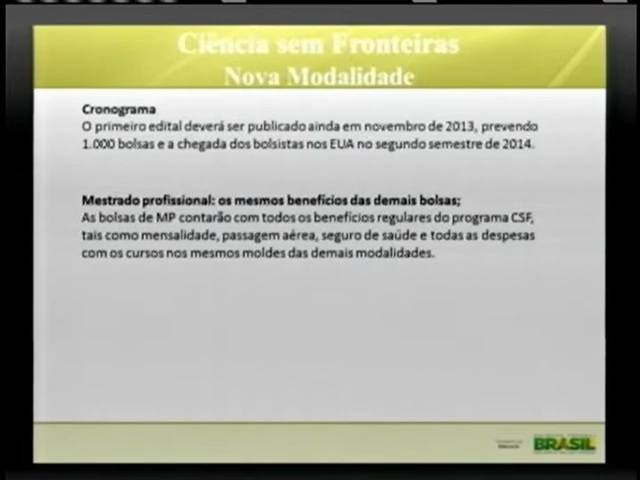 Ciência sem Fronteiras
Nova Modalidade
Cronograma
O primeiro edital deverá ser publicado ainda em novembro de 2013, prevendo
1.000 bolsas e a chegada dos bolsistas nos EUA no segundo semestre de 2014.
Mestrado profissional: os mesmos benefícios das demais bolsas;
As bolsas de MP contarão com todos os benefícios regulares do programa CSF,
tais como mensalidade, passagem aérea, seguro de saúde e todas as despesas
com os cursos nos mesmos moldes das demais modalidades.
BRASIL